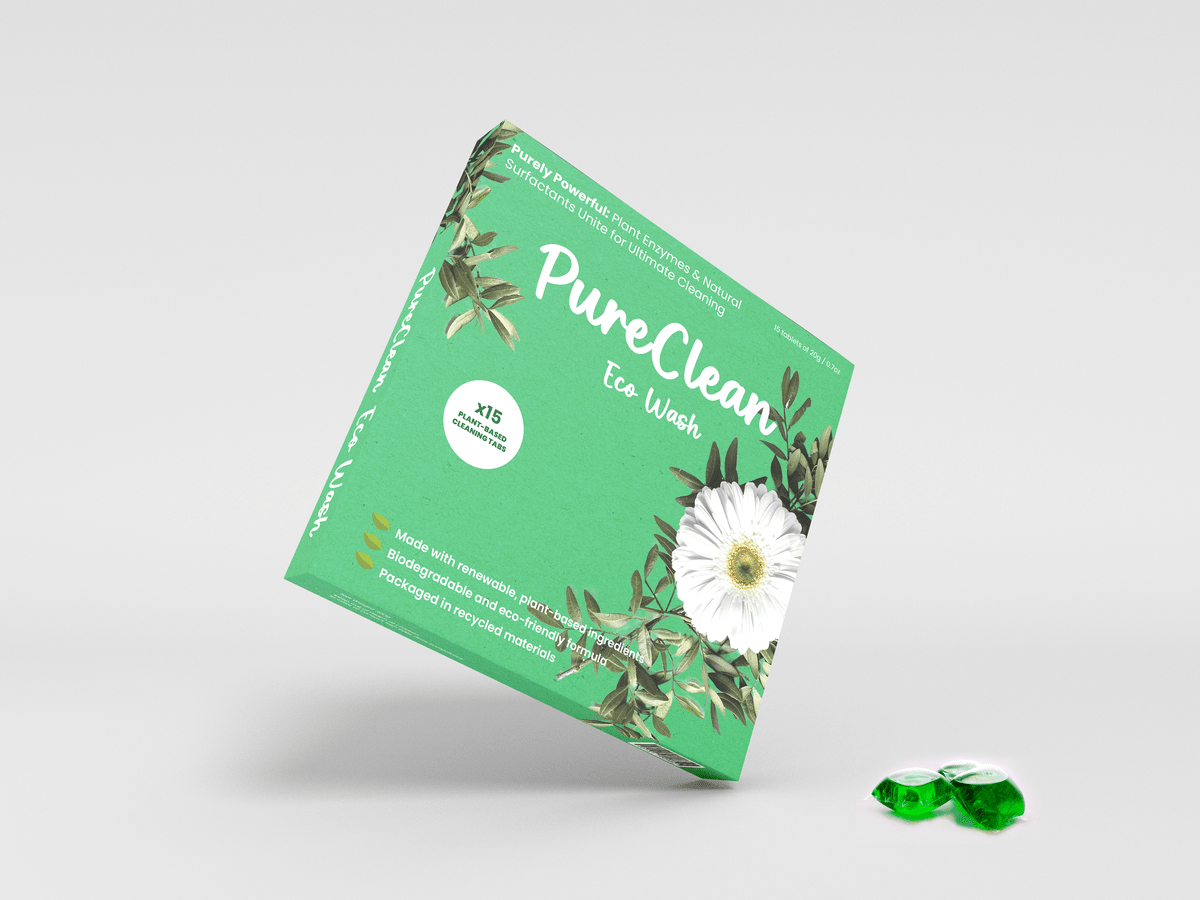 Purely Powerful: Plant Enzymes & Natural
Surfactants Unite for Ultimate Cleaning
15 tablets of 20g / 0.7oz
PureClean
Eco Wash
x15
PLANT-BASED
CLEANING TABS
Made with renewable, plant-based ingredients
Biodegradable and eco-friendly formula
Packaged in recycled materials
PureClean Eco Wash